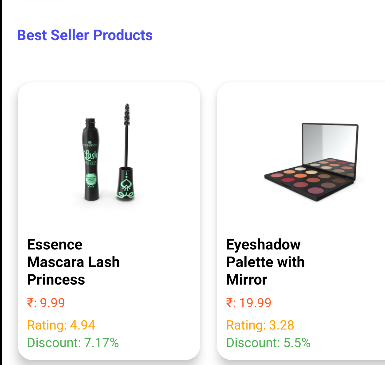 Best Seller Products
Essence
Mascara Lash
Princess
₹: 9.99
Rating: 4.94
Discount: 7.17%
Eyeshadow
Palette with
Mirror
₹: 19.99
Rating: 3.28
Discount: 5.5%